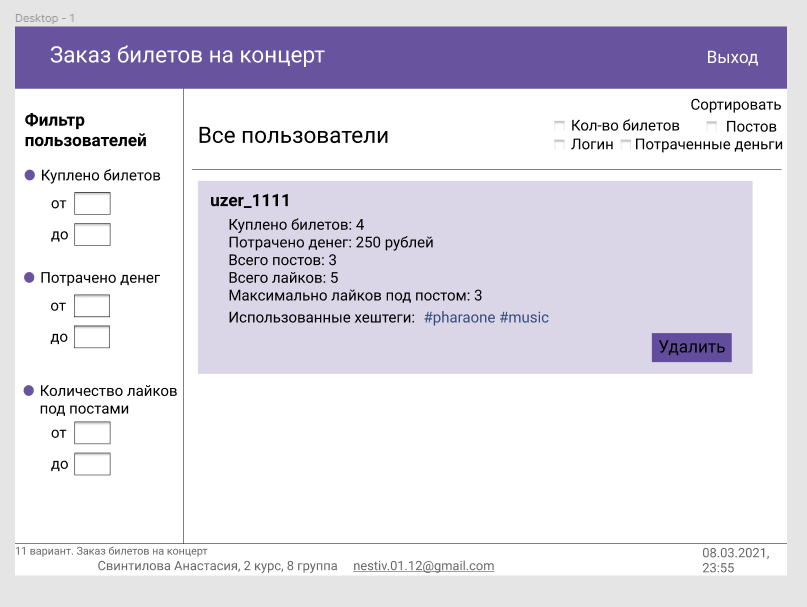 Desktop - 1
Заказ билетов на концерт
Выход
Фильтр
пользователей
Куплено билетов
от
до
Потрачено денег
от
до
Количество лайков
под постами
от
до
Все пользователи
Сортировать
Кол-во билетов Постов
Логин Потраченные деньги
uzer_1111
Куплено билетов: 4
Потрачено денег: 250 рублей
Всего постов: 3
Всего лайков: 5
Максимально лайков под постом: 3
Использованные хештеги: #pharaone #music
Удалить
11 вариант. Заказ билетов на концерт
Свинтилова Анастасия, 2 курс, 8 группа nestiv.01.12@gmail.com
08.03.2021,
23:55